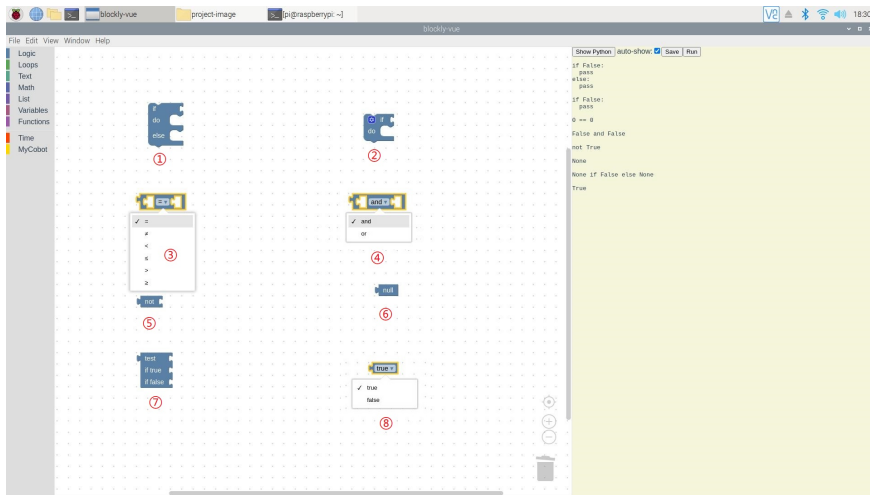 blockly-vue project-image [pi@raspberrypi: ~] 18:30
blockly-vue
File Edit View Window Help
Logic
Loops
Text
Math
List
Variables
Functions
Time
MyCobot
if
do
else
①
if
do
②
= ▾
✓ =
≠
<
≤
>
≥
③
and ▾
✓ and
or
④
not
⑤
null
⑥
test
if true
if false
⑦
true ▾
✓ true
false
⑧
Show Python auto-show: Save Run
if False:
  pass
else:
  pass
if False:
  pass
0 == 0
False and False
not True
None
None if False else None
True